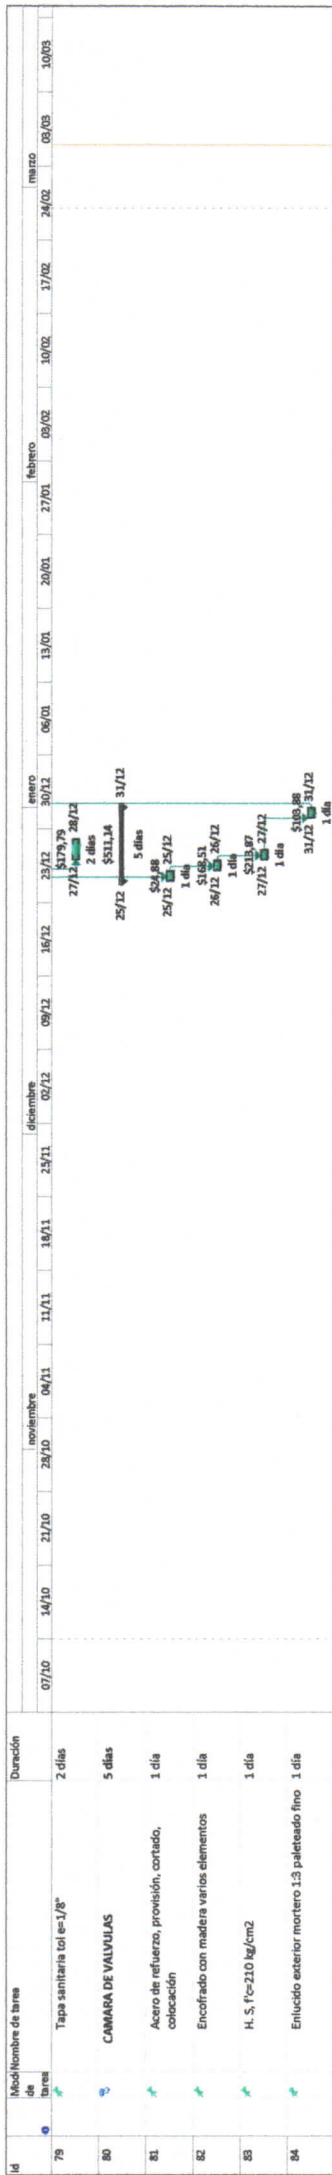 Id
Mod de tarea
Nombre de tarea
Duración
noviembre
diciembre
enero
febrero
marzo
07/10 14/10 21/10 28/10 04/11 11/11 18/11 25/11 02/12 09/12 16/12 23/12 30/12 06/01 13/01 20/01 27/01 03/02 10/02 17/02 24/02 03/03 10/03
79 Tapa sanitaria tol e=1/8" 2 días
$179,79
27/12 28/12
2 días
80 CAMARA DE VALVULAS 5 días
$511,14
25/12 31/12
5 días
81 Acero de refuerzo, provisión, cortado,
colocación
1 día
$24,88
25/12 25/12
1 día
82 Encofrado con madera varios elementos 1 día
$168,51
26/12 26/12
1 día
83 H. S, f'c=210 kg/cm2 1 día
$213,87
27/12 27/12
1 día
84 Enlucido exterior mortero 1:3 paleteado fino 1 día
$103,88
31/12 31/12
1 día